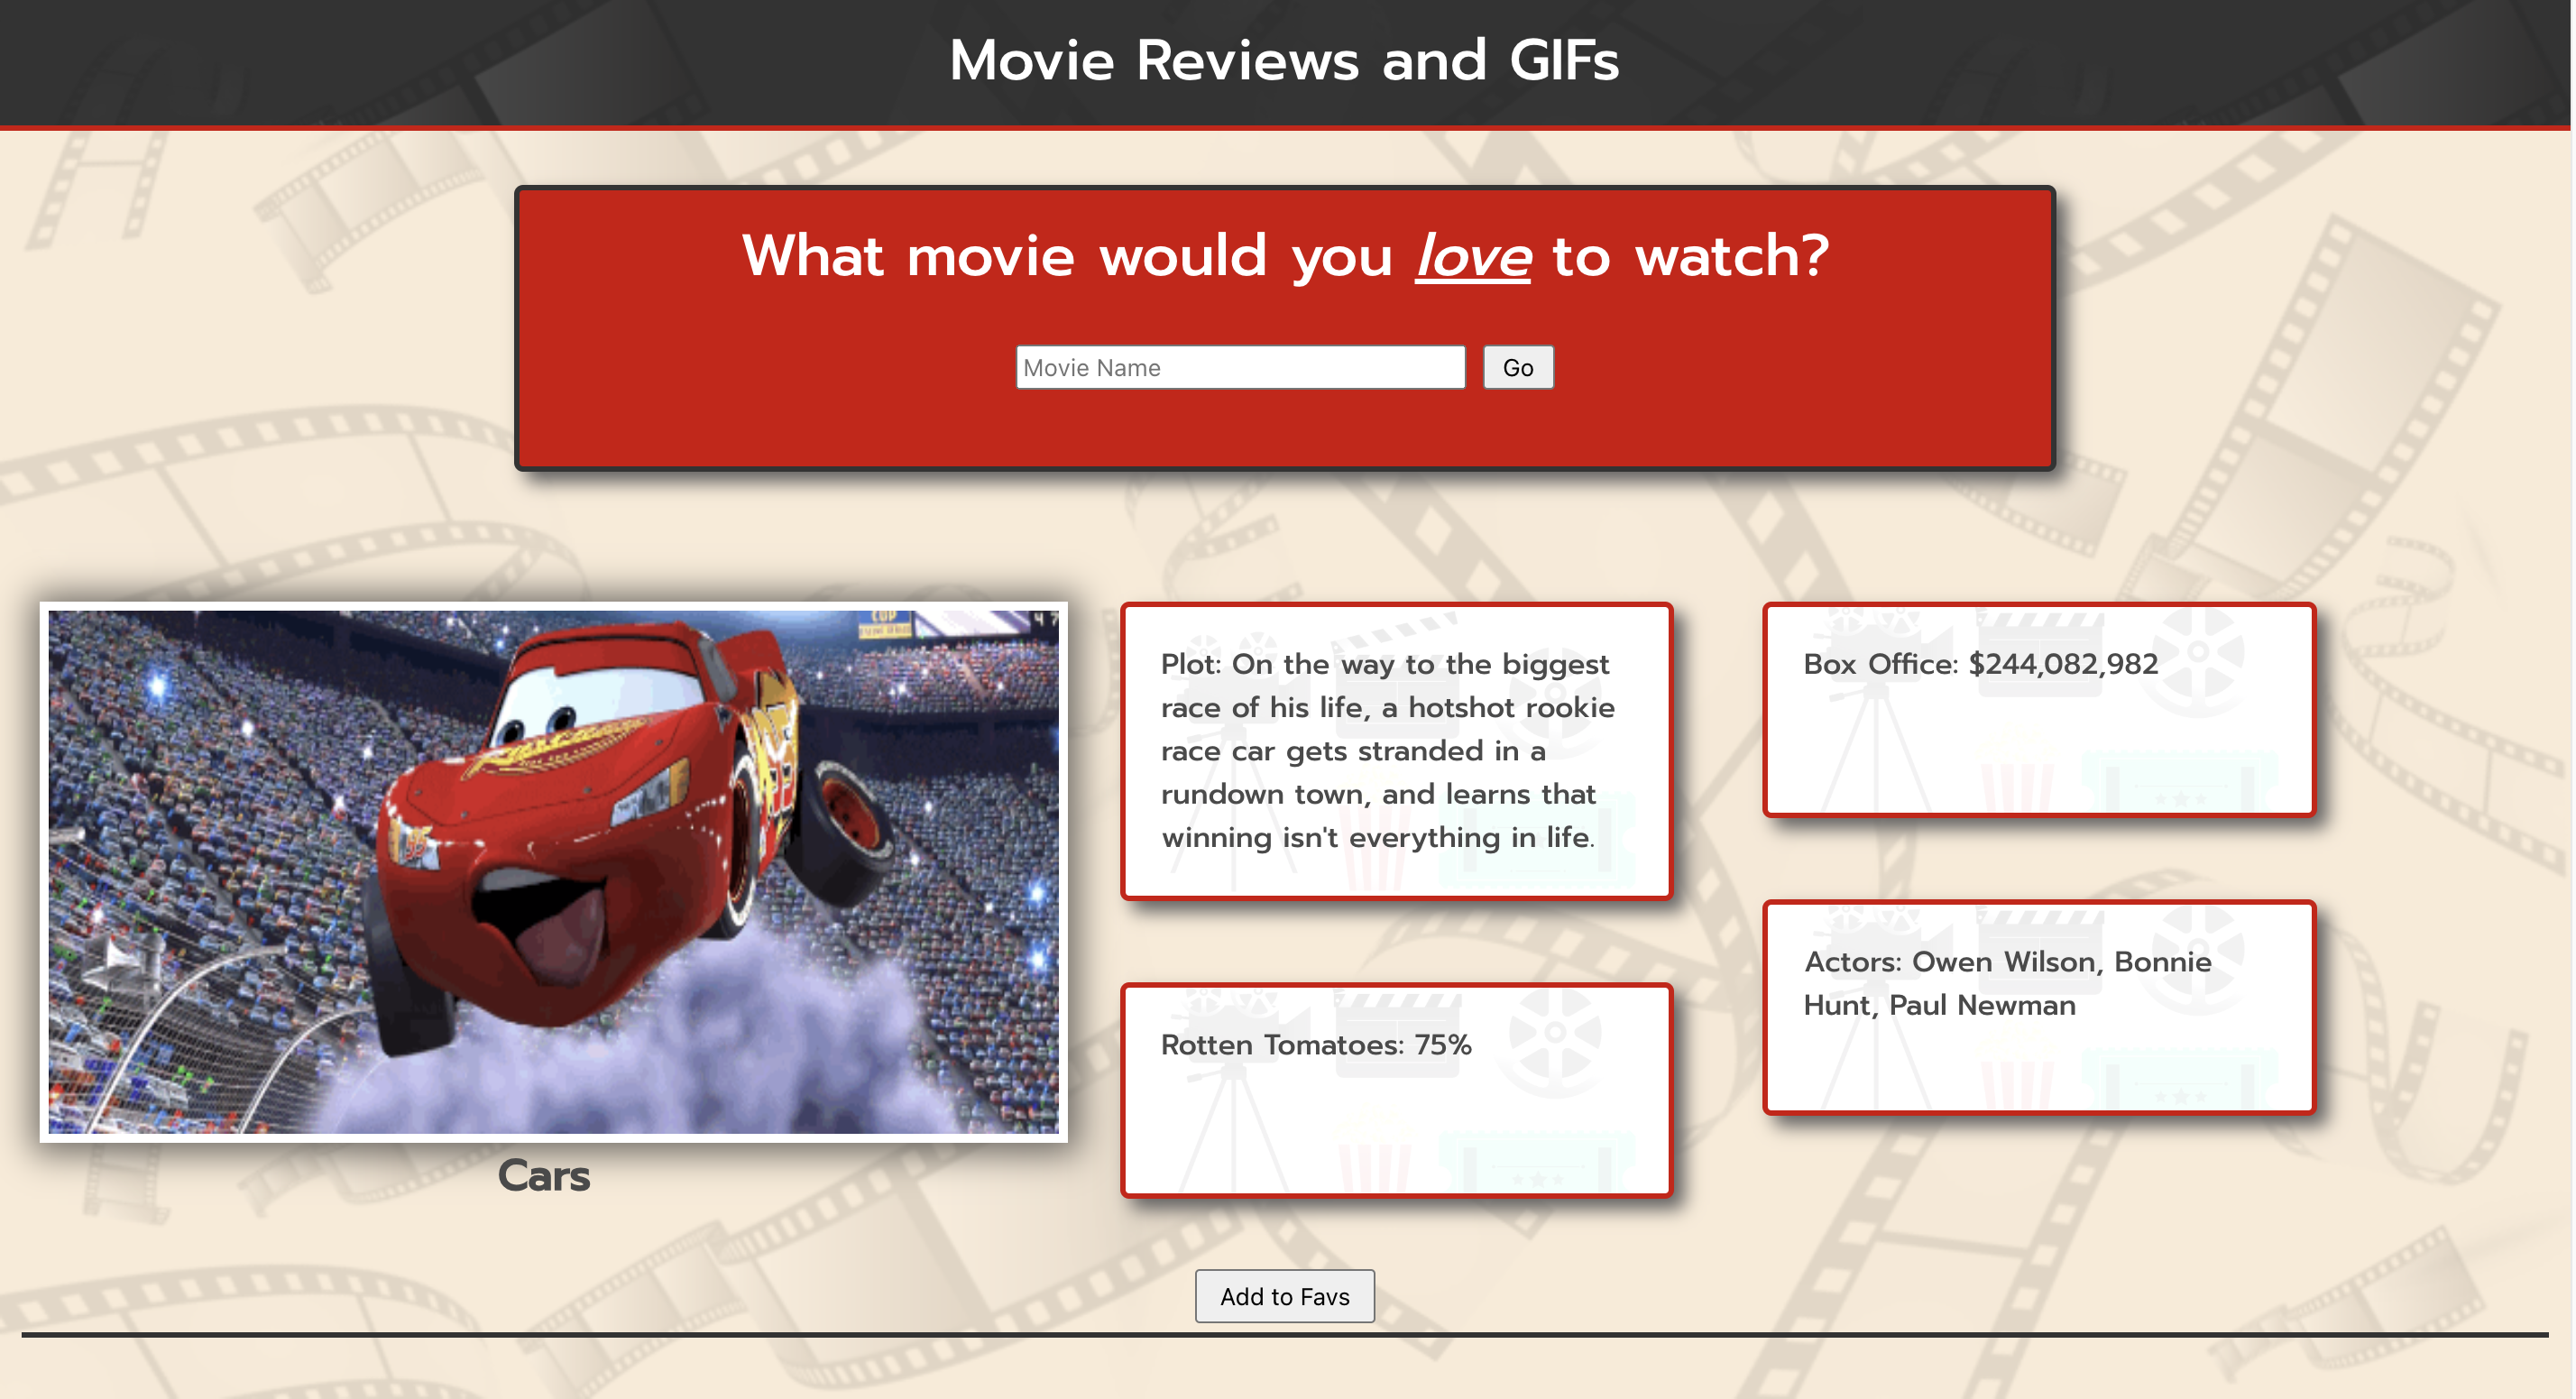 Movie Reviews and GIFs
What movie would you love to watch?
Movie Name
Go
CUP
47
Plot: On the way to the biggest
race of his life, a hotshot rookie
race car gets stranded in a
rundown town, and learns that
winning isn't everything in life.
Rotten Tomatoes: 75%
Box Office: $244,082,982
Actors: Owen Wilson, Bonnie
Hunt, Paul Newman
Cars
Add to Favs